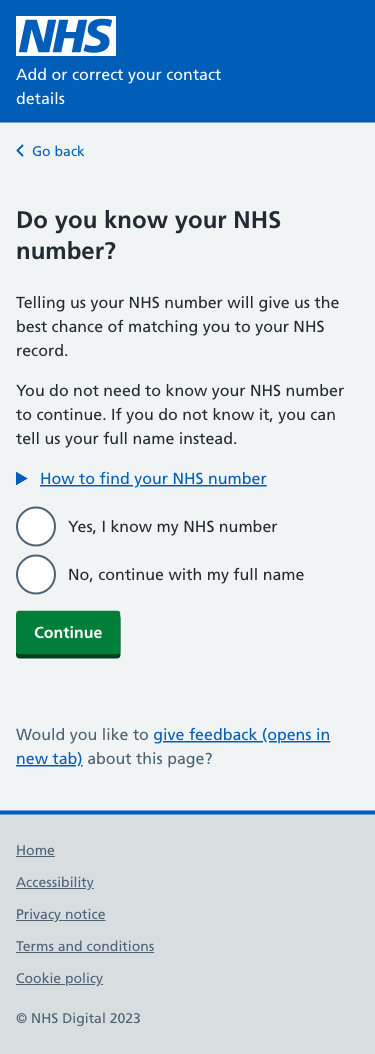 NHS
Add or correct your contact
details
Go back
Do you know your NHS
number?
Telling us your NHS number will give us the
best chance of matching you to your NHS
record.
You do not need to know your NHS number
to continue. If you do not know it, you can
tell us your full name instead.
How to find your NHS number
Yes, I know my NHS number
No, continue with my full name
Continue
Would you like to give feedback (opens in
new tab) about this page?
Home
Accessibility
Privacy notice
Terms and conditions
Cookie policy
© NHS Digital 2023